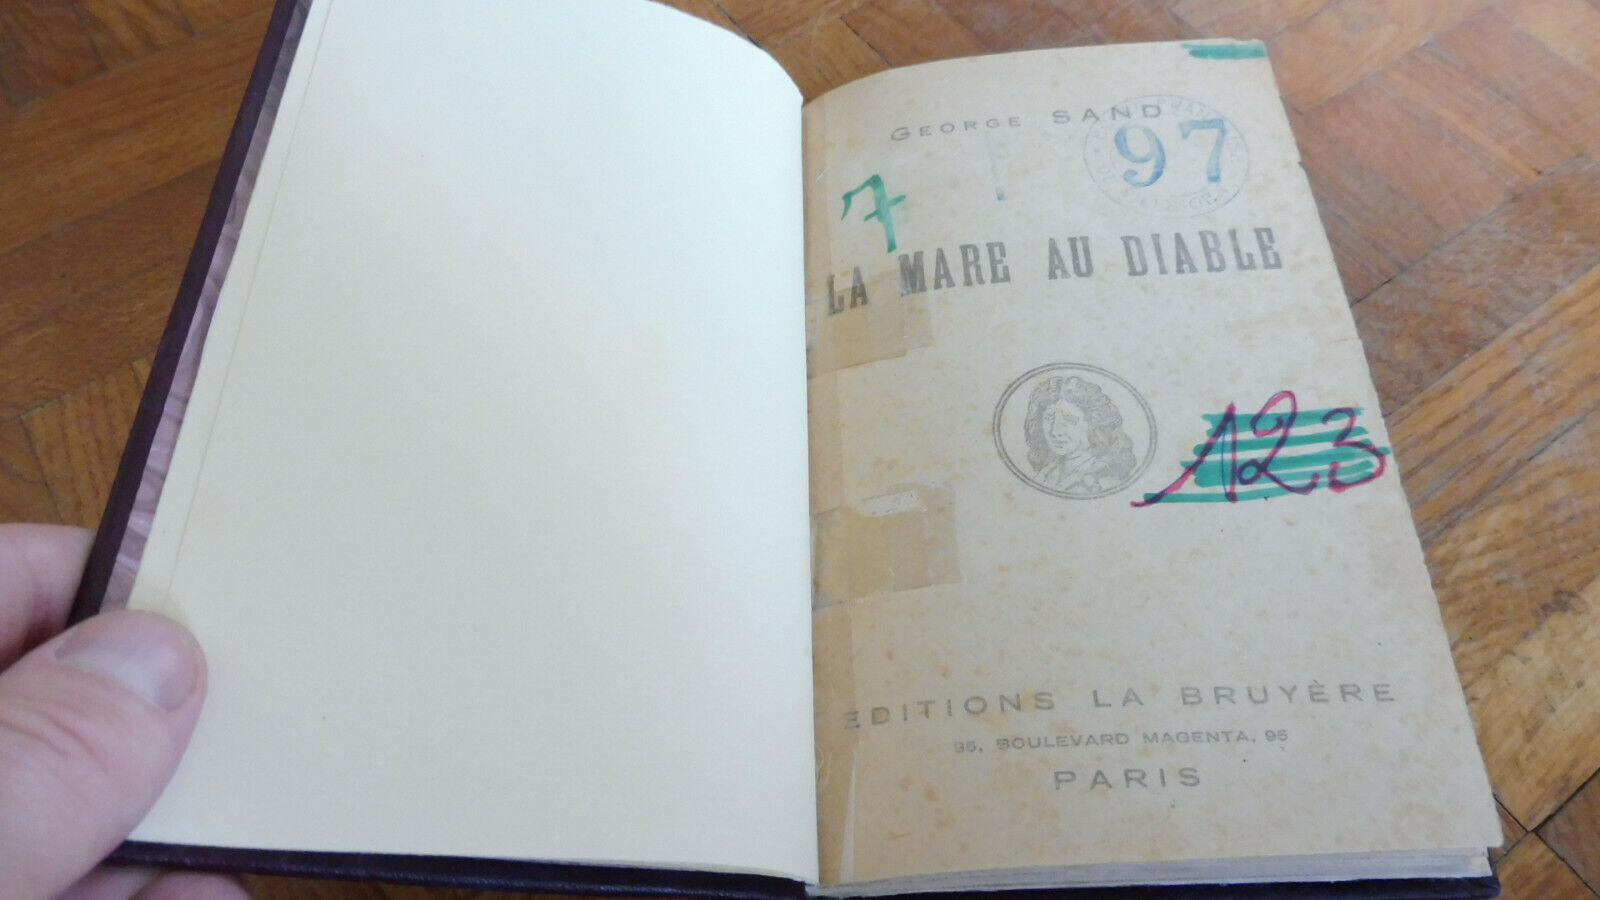 GEORGE SAND
97
7
LA MARE AU DIABLE
123
EDITIONS LA BRUYÈRE
95, BOULEVARD MAGENTA, 95
PARIS